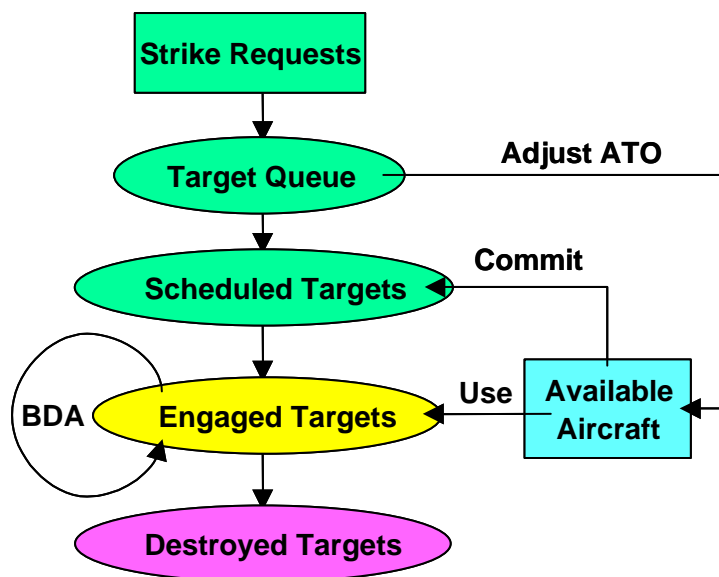 Strike Requests
Target Queue
Adjust ATO
Scheduled Targets
Commit
BDA
Engaged Targets
Use
Available
Aircraft
Destroyed Targets